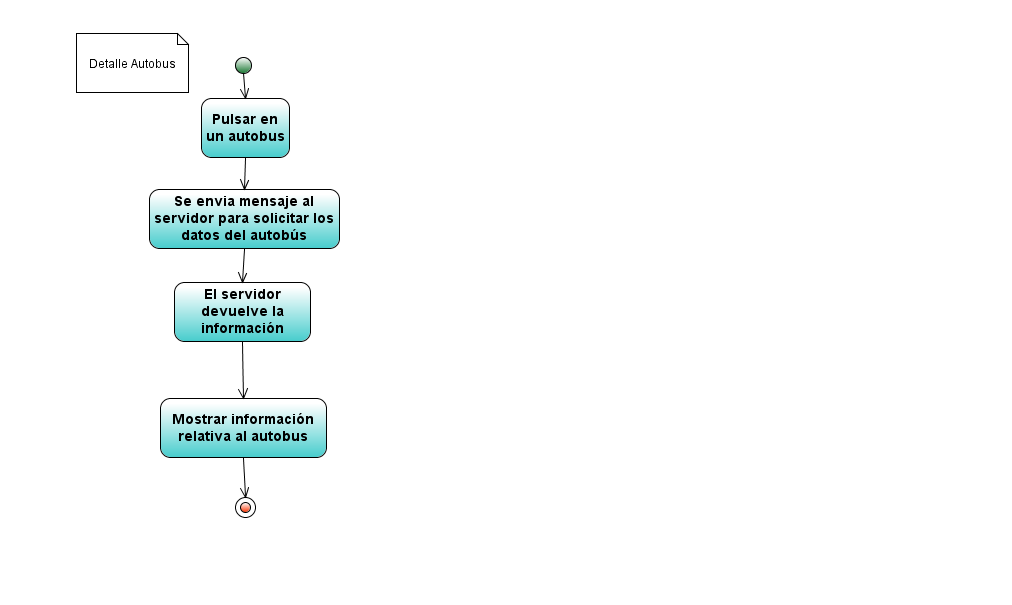 Detalle Autobus
Pulsar en
un autobus
Se envia mensaje al
servidor para solicitar los
datos del autobús
El servidor
devuelve la
información
Mostrar información
relativa al autobus